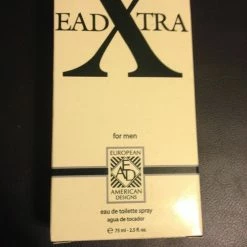 EADXTRA
for men
EUROPEAN
EAD
AMERICAN
DESIGNS
eau de toilette spray
agua de tocador
75 ml - 2.5 fl. oz.